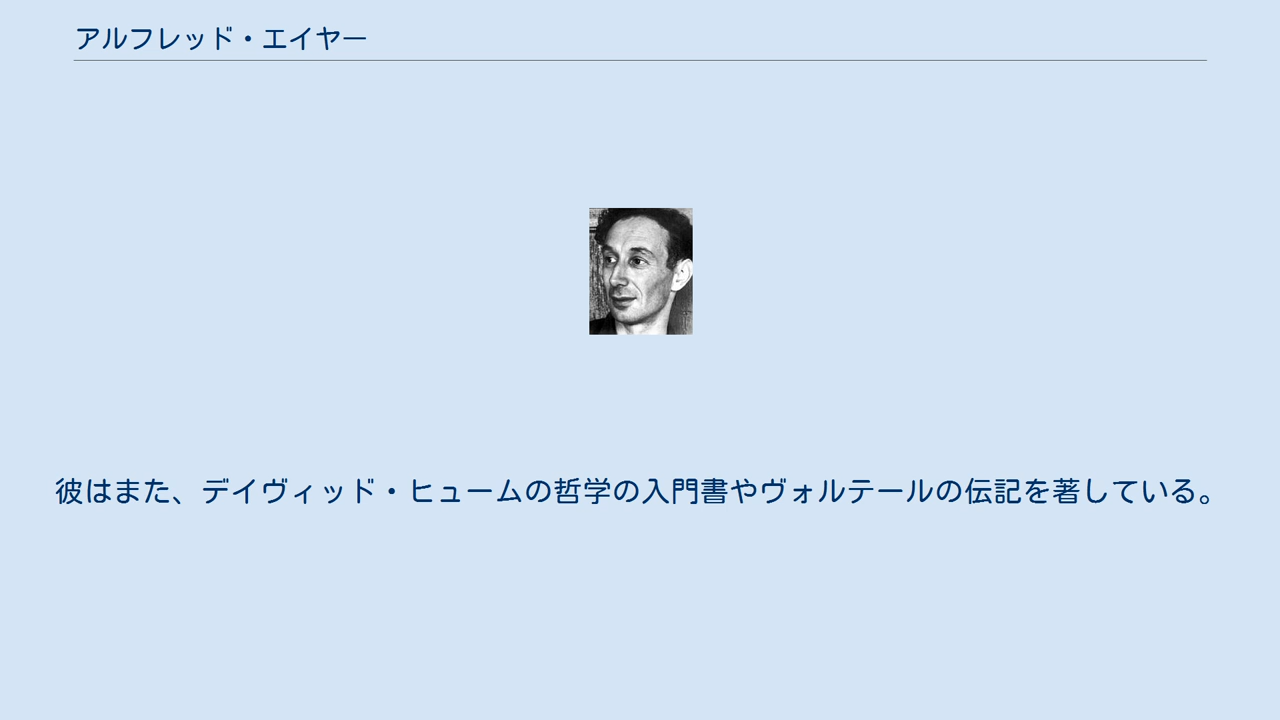 アルフレッド・エイヤー
彼はまた、デイヴィッド・ヒュームの哲学の入門書やヴォルテールの伝記を著している。